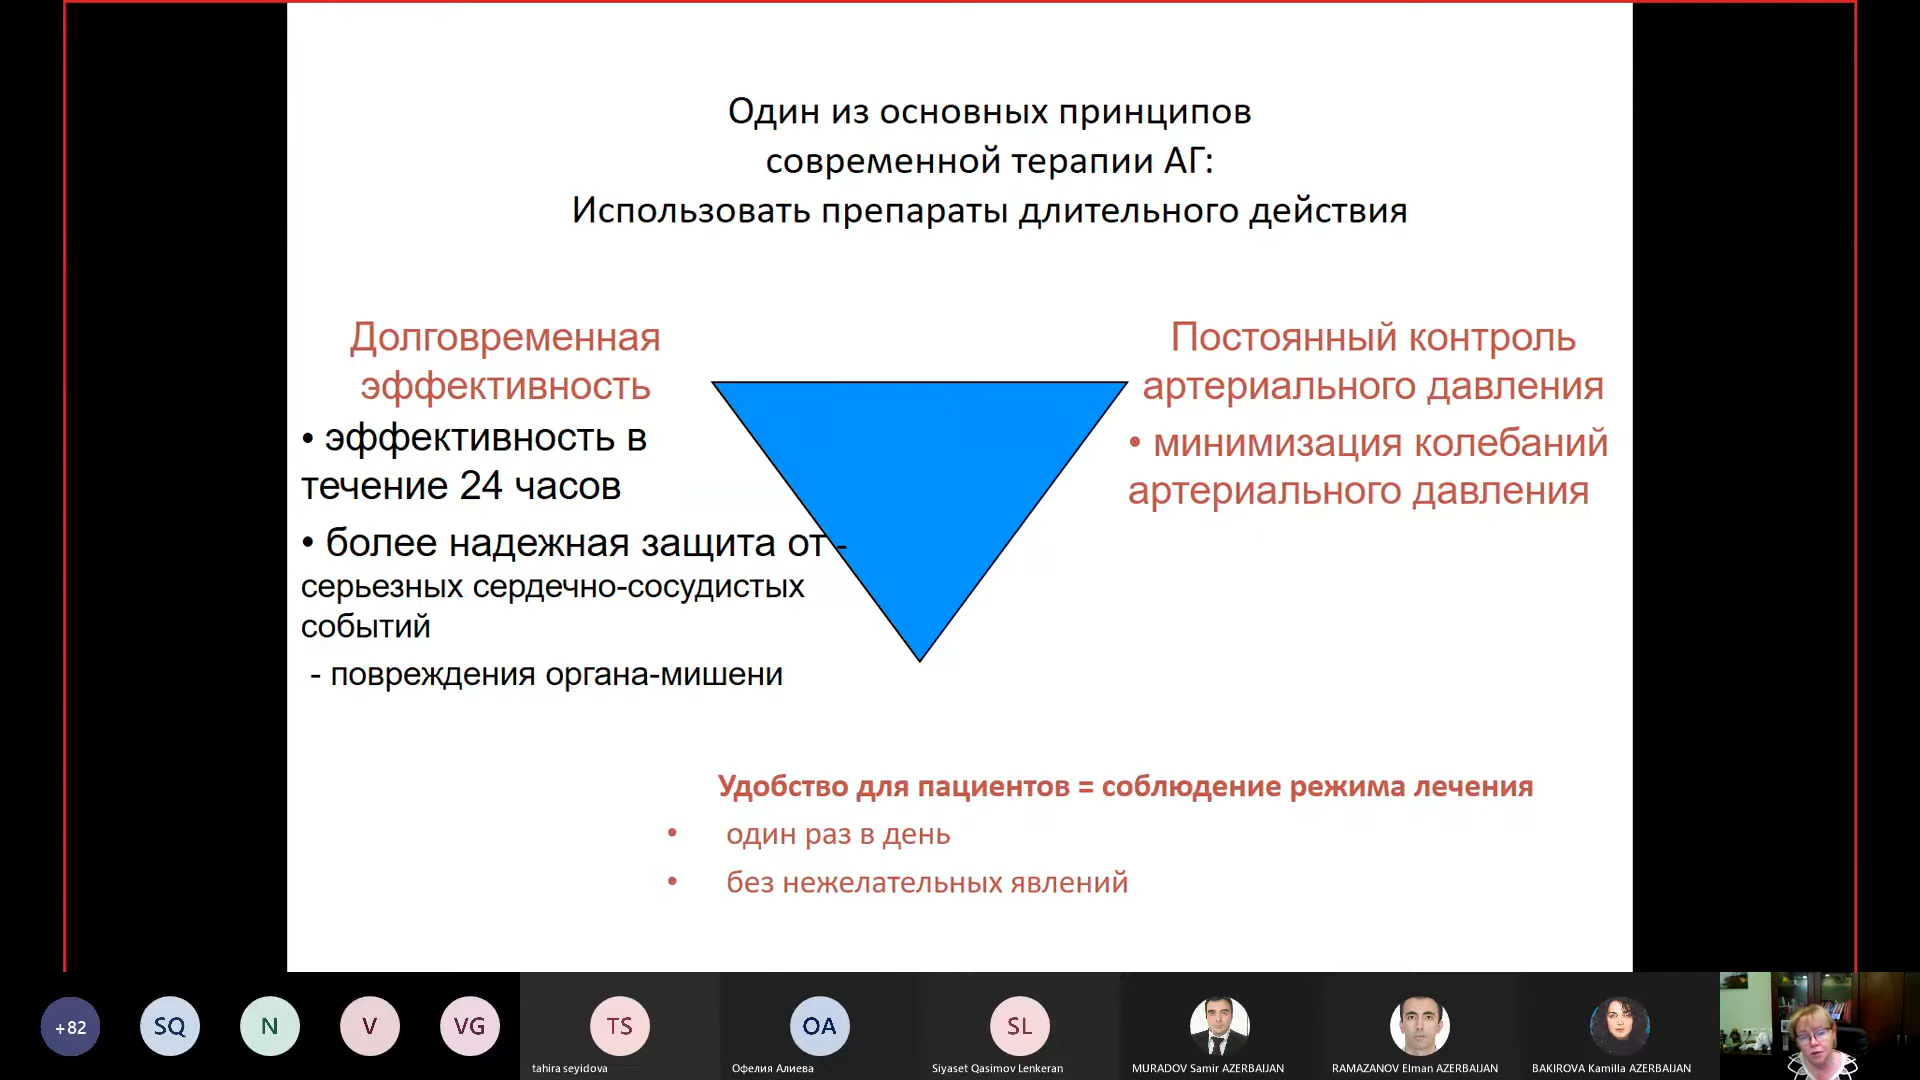 Один из основных принципов
современной терапии АГ:
Использовать препараты длительного действия
Долговременная
эффективность
• эффективность в
течение 24 часов
• более надежная защита от -
серьезных сердечно-сосудистых
событий
- повреждения органа-мишени
Постоянный контроль
артериального давления
• минимизация колебаний
артериального давления
Удобство для пациентов = соблюдение режима лечения
• один раз в день
• без нежелательных явлений
+82
SQ
N
V
VG
TS
OA
SL
tahira seyidova
Офелия Алиева
Siyaset Qasimov Lenkeran
MURADOV Samir AZERBAIJAN
RAMAZANOV Elman AZERBAIJAN
BAKIROVA Kamilla AZERBAIJAN